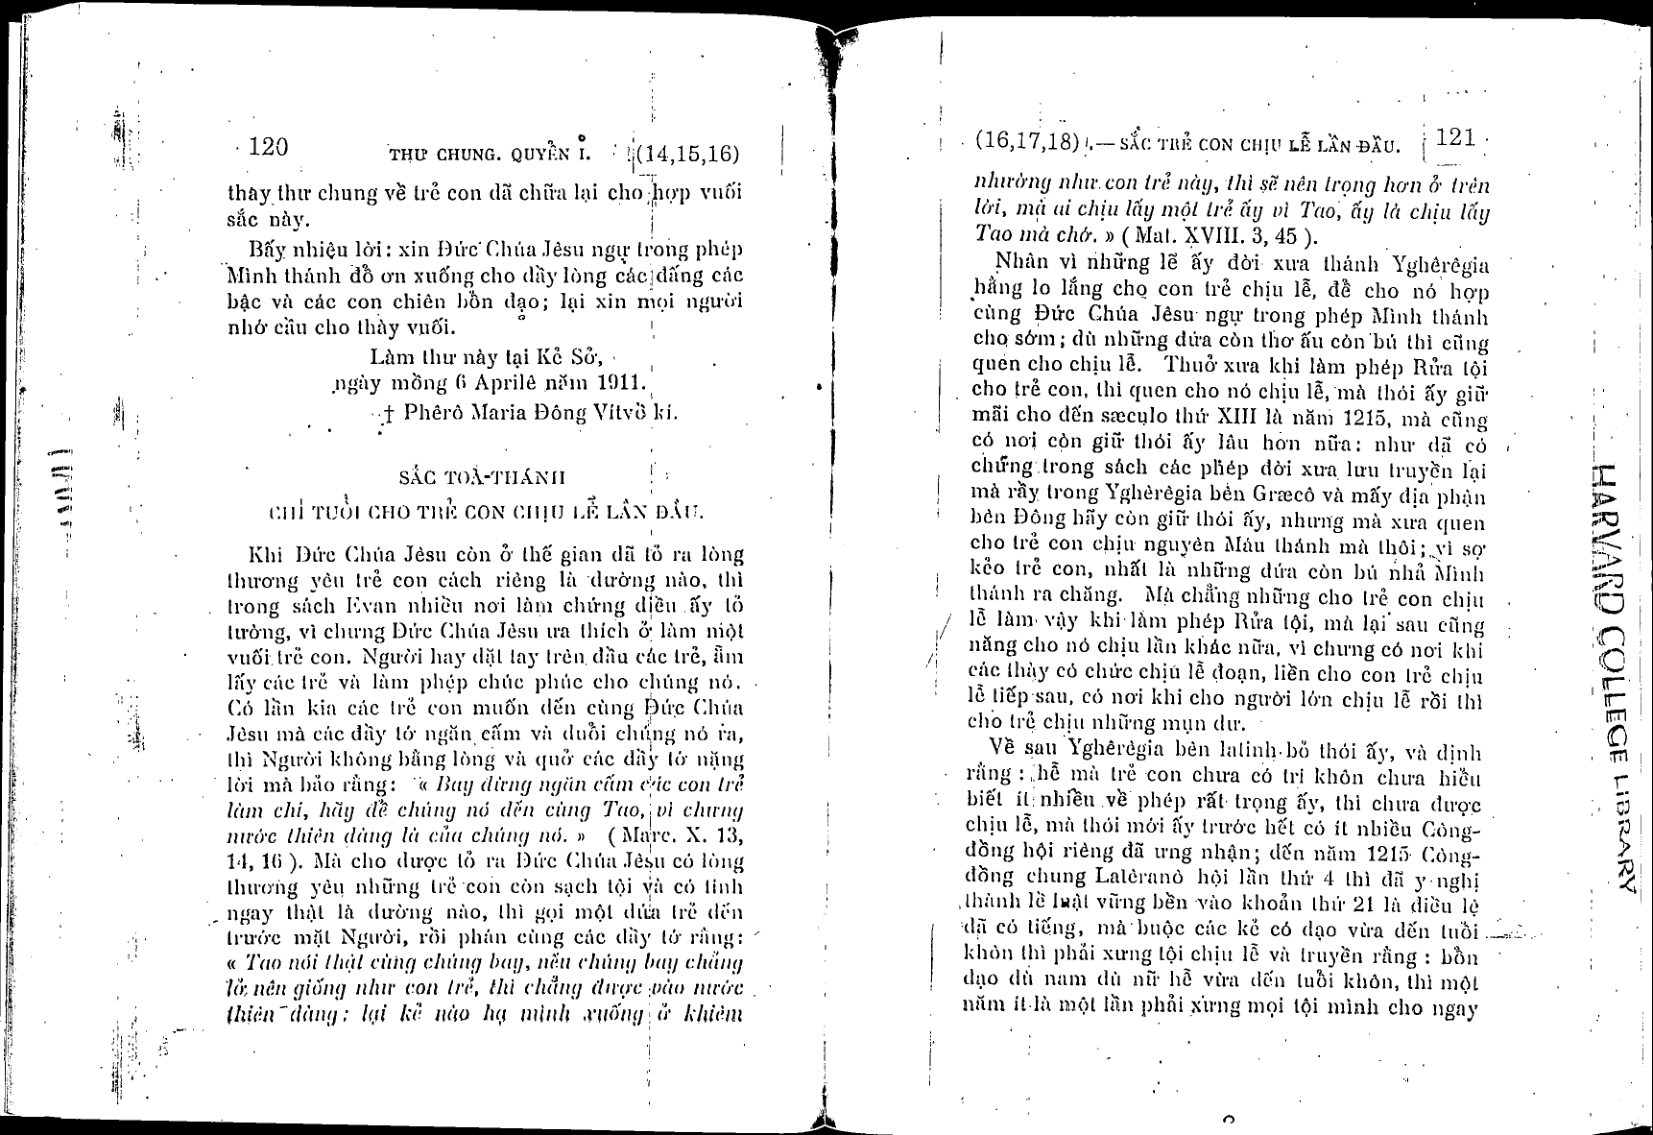 120 THƯ CHUNG. QUYỂN I. (14,15,16)
thày thư chung về trẻ con đã chữa lại cho hợp vuối
sắc này.
Bấy nhiêu lời: xin Đức Chúa Jêsu ngự trong phép
Mình thánh đổ ơn xuống cho đầy lòng các đấng các
bậc và các con chiên bổn đạo; lại xin mọi người
nhớ cầu cho thày vuối.
Làm thư này tại Kẻ Sở,
ngày mồng 6 Aprilê năm 1911.
† Phêrô Maria Đông Vítvồ kí.
SẮC TOÀ-THÁNH
CHỈ TUỔI CHO TRẺ CON CHỊU LỄ LẦN ĐẦU.
Khi Đức Chúa Jêsu còn ở thế gian đã tỏ ra lòng
thương yêu trẻ con cách riêng là dường nào, thì
trong sách Evan nhiều nơi làm chứng điều ấy tỏ
tường, vì chưng Đức Chúa Jêsu ưa thích ở làm một
vuối trẻ con. Người hay đặt tay trên đầu các trẻ, ẵm
lấy các trẻ và làm phép chúc phúc cho chúng nó.
Có lần kia các trẻ con muốn đến cùng Đức Chúa
Jêsu mà các đầy tớ ngăn cấm và đuổi chúng nó ra,
thì Người không bằng lòng và quở các đầy tớ nặng
lời mà bảo rằng: « Bay đừng ngăn cấm các con trẻ
làm chi, hãy để chúng nó đến cùng Tao, vì chưng
nước thiên đàng là của chúng nó. » ( Marc. X. 13,
14, 16 ). Mà cho được tỏ ra Đức Chúa Jêsu có lòng
thương yêu những trẻ con còn sạch tội và có tính
ngay thật là dường nào, thì gọi một đứa trẻ đến
trước mặt Người, rồi phán cùng các đầy tớ rằng:
« Tao nói thật cùng chúng bay, nếu chúng bay chẳng
trở nên giống như con trẻ, thì chẳng được vào nước
thiên đàng: lại kẻ nào hạ mình xuống ở khiêm
(16,17,18) I.— SẮC TRẺ CON CHỊU LỄ LẦN ĐẦU. 121
nhường như con trẻ này, thì sẽ nên trọng hơn ở trên
lời, mà ai chịu lấy một trẻ ấy vì Tao, ấy là chịu lấy
Tao mà chớ. » ( Mat. XVIII. 3, 45 ).
Nhân vì những lẽ ấy đời xưa thánh Yghêrêgia
hằng lo lắng cho con trẻ chịu lễ, để cho nó hợp
cùng Đức Chúa Jêsu ngự trong phép Mình thánh
cho sớm; dù những đứa còn thơ ấu còn bú thì cũng
quen cho chịu lễ. Thuở xưa khi làm phép Rửa tội
cho trẻ con, thì quen cho nó chịu lễ, mà thói ấy giữ
mãi cho đến sæculo thứ XIII là năm 1215, mà cũng
có nơi còn giữ thói ấy lâu hơn nữa: như đã có
chứng trong sách các phép đời xưa lưu truyền lại
mà rầy trong Yghêrêgia bên Græcô và mấy địa phận
bên Đông hãy còn giữ thói ấy, nhưng mà xưa quen
cho trẻ con chịu nguyên Máu thánh mà thôi; vì sợ
kẻo trẻ con, nhất là những đứa còn bú nhả Mình
thánh ra chăng. Mà chẳng những cho trẻ con chịu
lễ làm vậy khi làm phép Rửa tội, mà lại sau cũng
năng cho nó chịu lần khác nữa, vì chưng có nơi khi
các thày có chức chịu lễ đoạn, liền cho con trẻ chịu
lễ tiếp sau, có nơi khi cho người lớn chịu lễ rồi thì
cho trẻ chịu những mụn dư.
Về sau Yghêrêgia bên latinh bỏ thói ấy, và định
rằng : hễ mà trẻ con chưa có trí khôn chưa hiểu
biết ít nhiều về phép rất trọng ấy, thì chưa được
chịu lễ, mà thói mới ấy trước hết có ít nhiều Công-
đồng hội riêng đã ưng nhận; đến năm 1215 Công-
đồng chung Latêranô hội lần thứ 4 thì đã y nghị
thành lề luật vững bền vào khoản thứ 21 là điều lệ
đã có tiếng, mà buộc các kẻ có đạo vừa đến tuổi
khôn thì phải xưng tội chịu lễ và truyền rằng : bổn
đạo dù nam dù nữ hễ vừa đến tuổi khôn, thì một
năm ít là một lần phải xưng mọi tội mình cho ngay
HARVARD COLLEGE LIBRARY